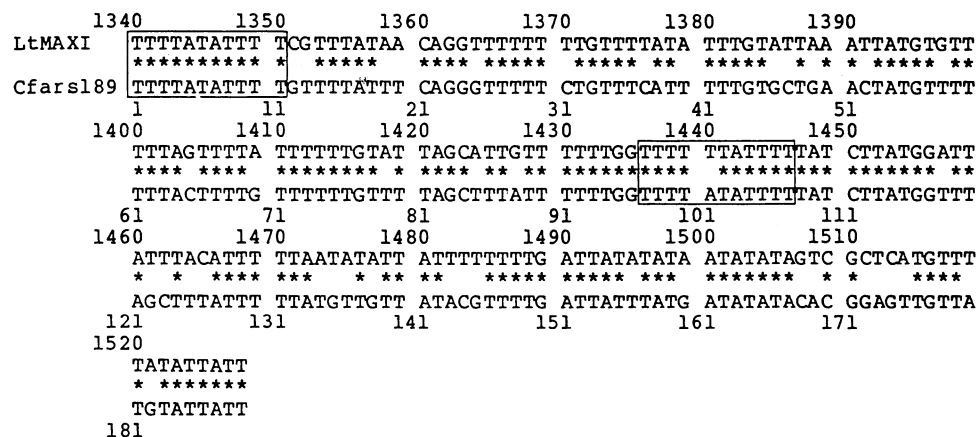 1340 1350 1360 1370 1380 1390
LtMAXI TTTTATATTT TCGTTTATAA CAGGTTTTTT TTGTTTTATA TTTGTATTAA ATTATGTGTT
********** * ***** **** ***** **** ** ***** * * ***** **
Cfarsl89 TTTTATATTT TGTTTTATTT CAGGTTTTTC CTGTTTCATT TTTGTGCTGA ACTATGTTTT
1 11 21 31 41 51
1400 1410 1420 1430 1440 1450
TTTAGTTTTA TTTTTTGTAT TAGCATTGTT TTTTGGTTTT TTATTTTTAT CTTATGGATT
**** **** ******** * **** ** ** ********** ******** ******* **
TTTACTTTTG TTTTTTGTTT TAGCTTTATT TTTTGGTTTT ATATTTTTAT CTTATGGTTT
61 71 81 91 101 111
1460 1470 1480 1490 1500 1510
ATTTACATTT TTAATATATT ATTTTTTTTG ATTATATATA ATATATAGTC GCTCATGTTT
* * **** *** * ** ** ***** ****** ** ******* * * ****
AGCTTTATTT TTATGTTGTT ATACGTTTTG ATTATTTATG ATATATACAC GGAGTTGTTA
121 131 141 151 161 171
1520
TATATTATT
* *******
TGTATTATT
181